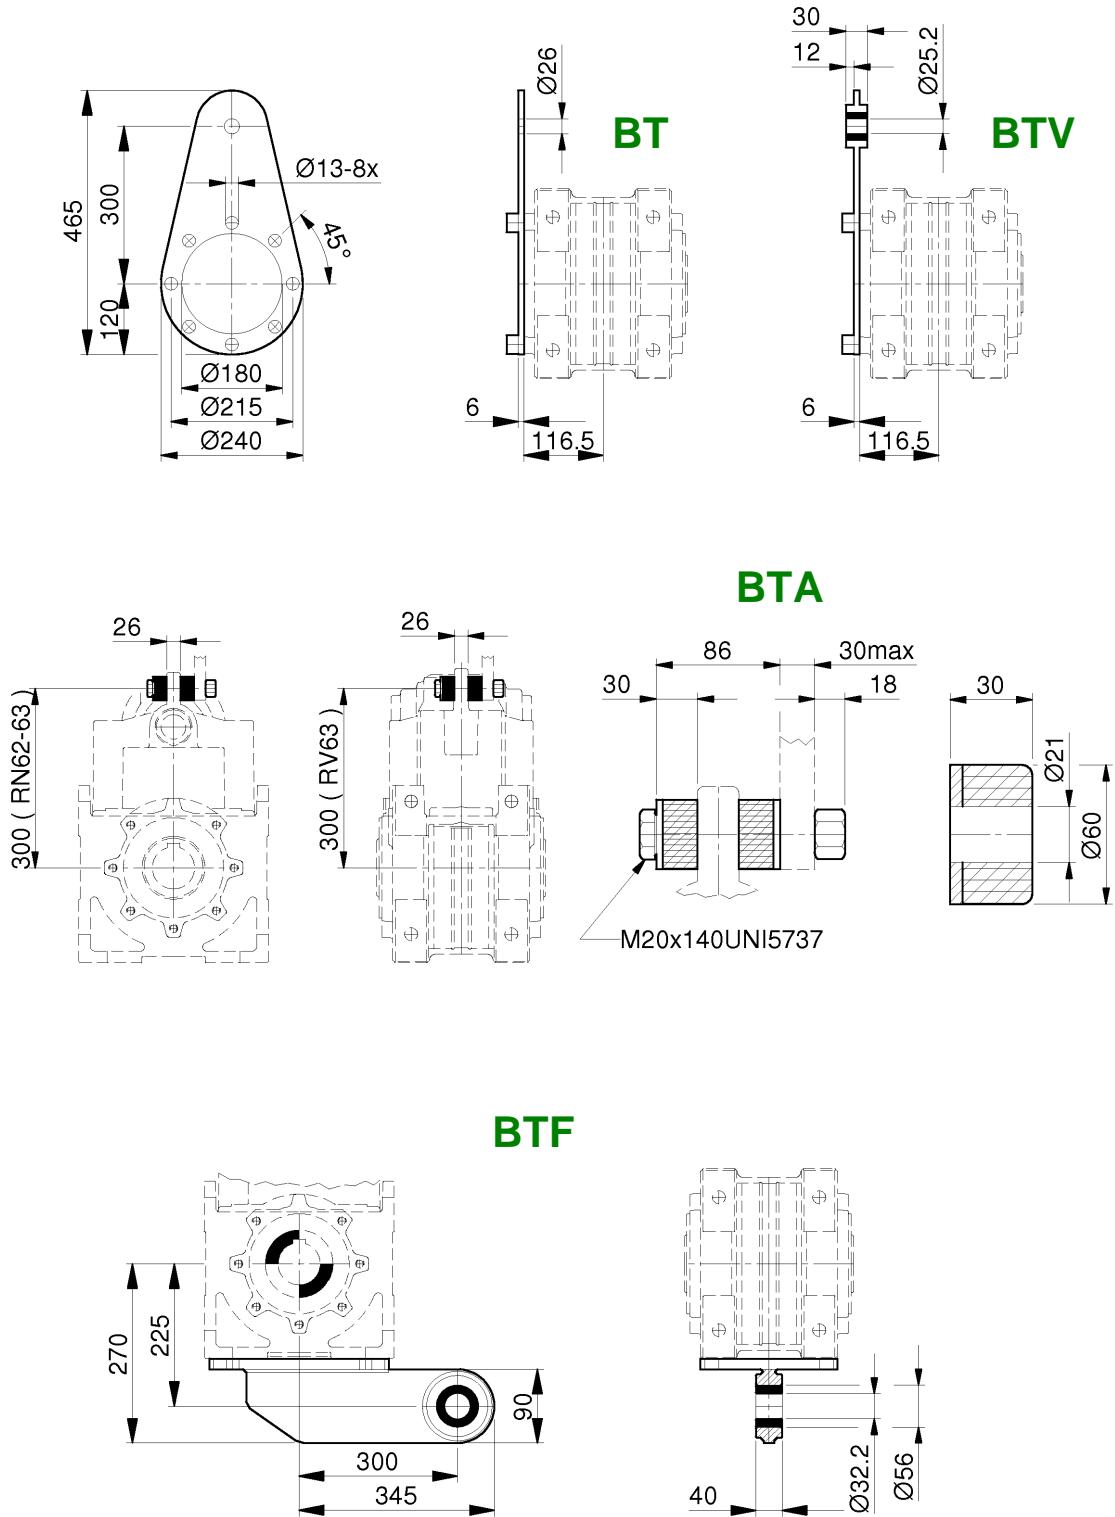 30
12
Ø26
Ø25.2
BT
BTV
Ø13-8x
465
300
45°
120
Ø180
Ø215
Ø240
6
116.5
6
116.5
BTA
26
26
86
30max
30
18
30
300 ( RN62-63 )
300 ( RV63 )
Ø21
Ø60
M20x140UNI5737
BTF
270
225
90
300
345
40
Ø32.2
Ø56